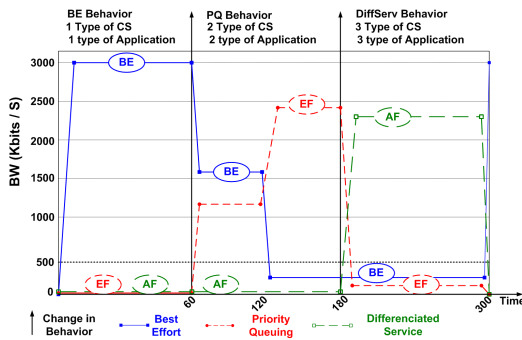 BE Behavior
1 Type of CS
1 type of Application
PQ Behavior
2 Type of CS
2 type of Application
DiffServ Behavior
3 Type of CS
3 type of Application
BW (Kbits / S)
3000
2500
2000
1500
1000
500
0
BE
BE
EF
AF
BE
EF
EF
AF
AF
60
120
180
300
Time
Change in
Behavior
Best
Effort
Priority
Queuing
Differenciated
Service